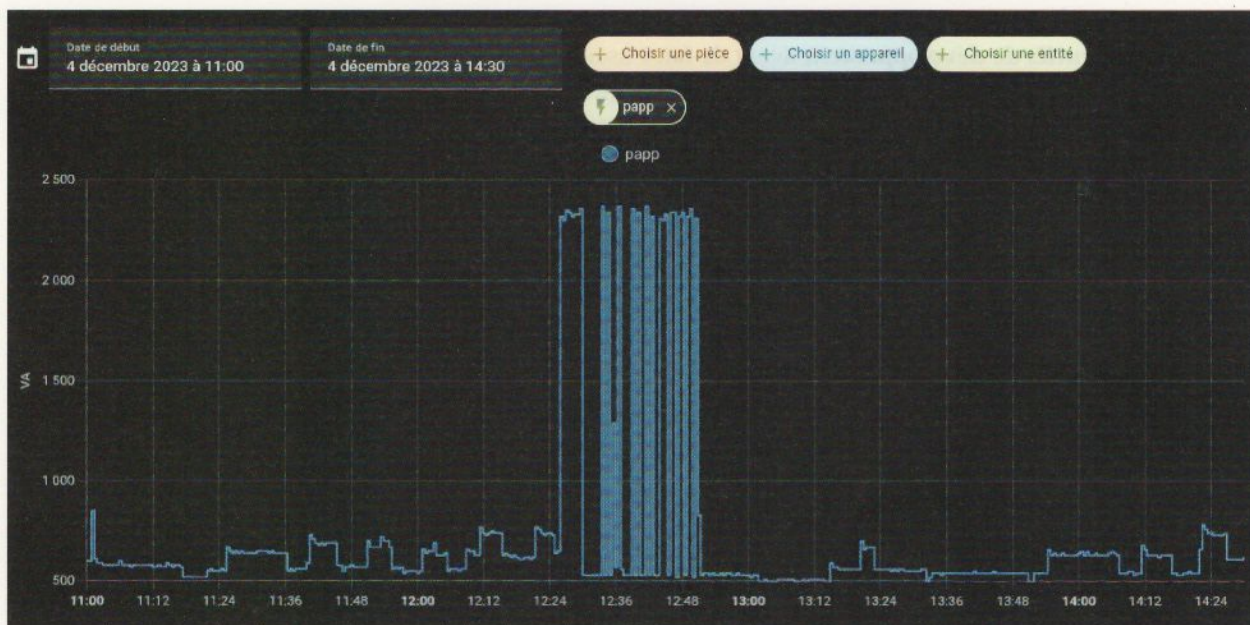 Date de début
4 décembre 2023 à 11:00
Date de fin
4 décembre 2023 à 14:30
+ Choisir une pièce
+ Choisir un appareil
+ Choisir une entité
papp ×
papp
2 500
2 000
1 500
1 000
500
VA
11:00 11:12 11:24 11:36 11:48 12:00 12:12 12:24 12:36 12:48 13:00 13:12 13:24 13:36 13:48 14:00 14:12 14:24